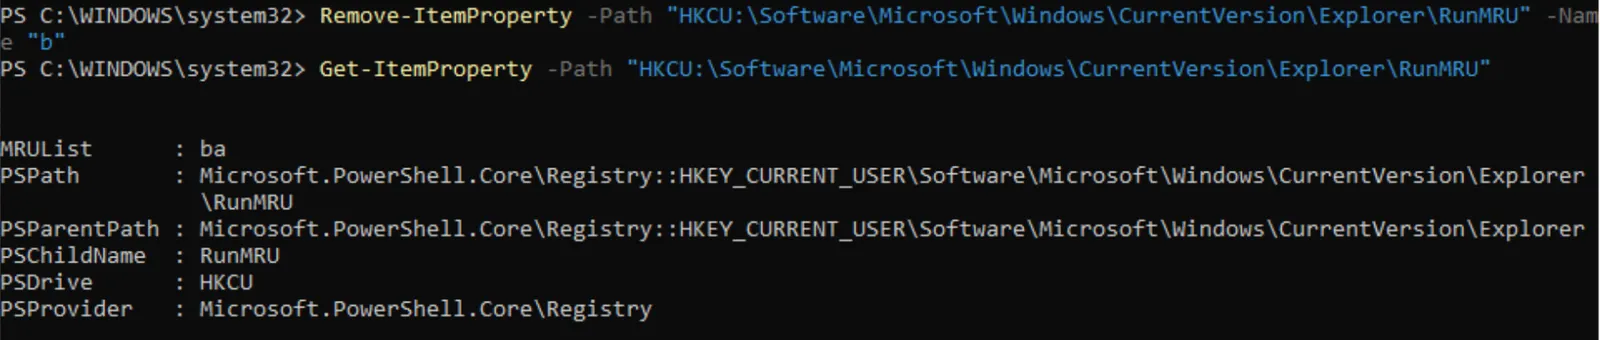 PS C:\WINDOWS\system32> Remove-ItemProperty -Path "HKCU:\Software\Microsoft\Windows\CurrentVersion\Explorer\RunMRU" -Nam
e "b"
PS C:\WINDOWS\system32> Get-ItemProperty -Path "HKCU:\Software\Microsoft\Windows\CurrentVersion\Explorer\RunMRU"
MRUList      : ba
PSPath       : Microsoft.PowerShell.Core\Registry::HKEY_CURRENT_USER\Software\Microsoft\Windows\CurrentVersion\Explorer
               \RunMRU
PSParentPath : Microsoft.PowerShell.Core\Registry::HKEY_CURRENT_USER\Software\Microsoft\Windows\CurrentVersion\Explorer
PSChildName  : RunMRU
PSDrive      : HKCU
PSProvider   : Microsoft.PowerShell.Core\Registry